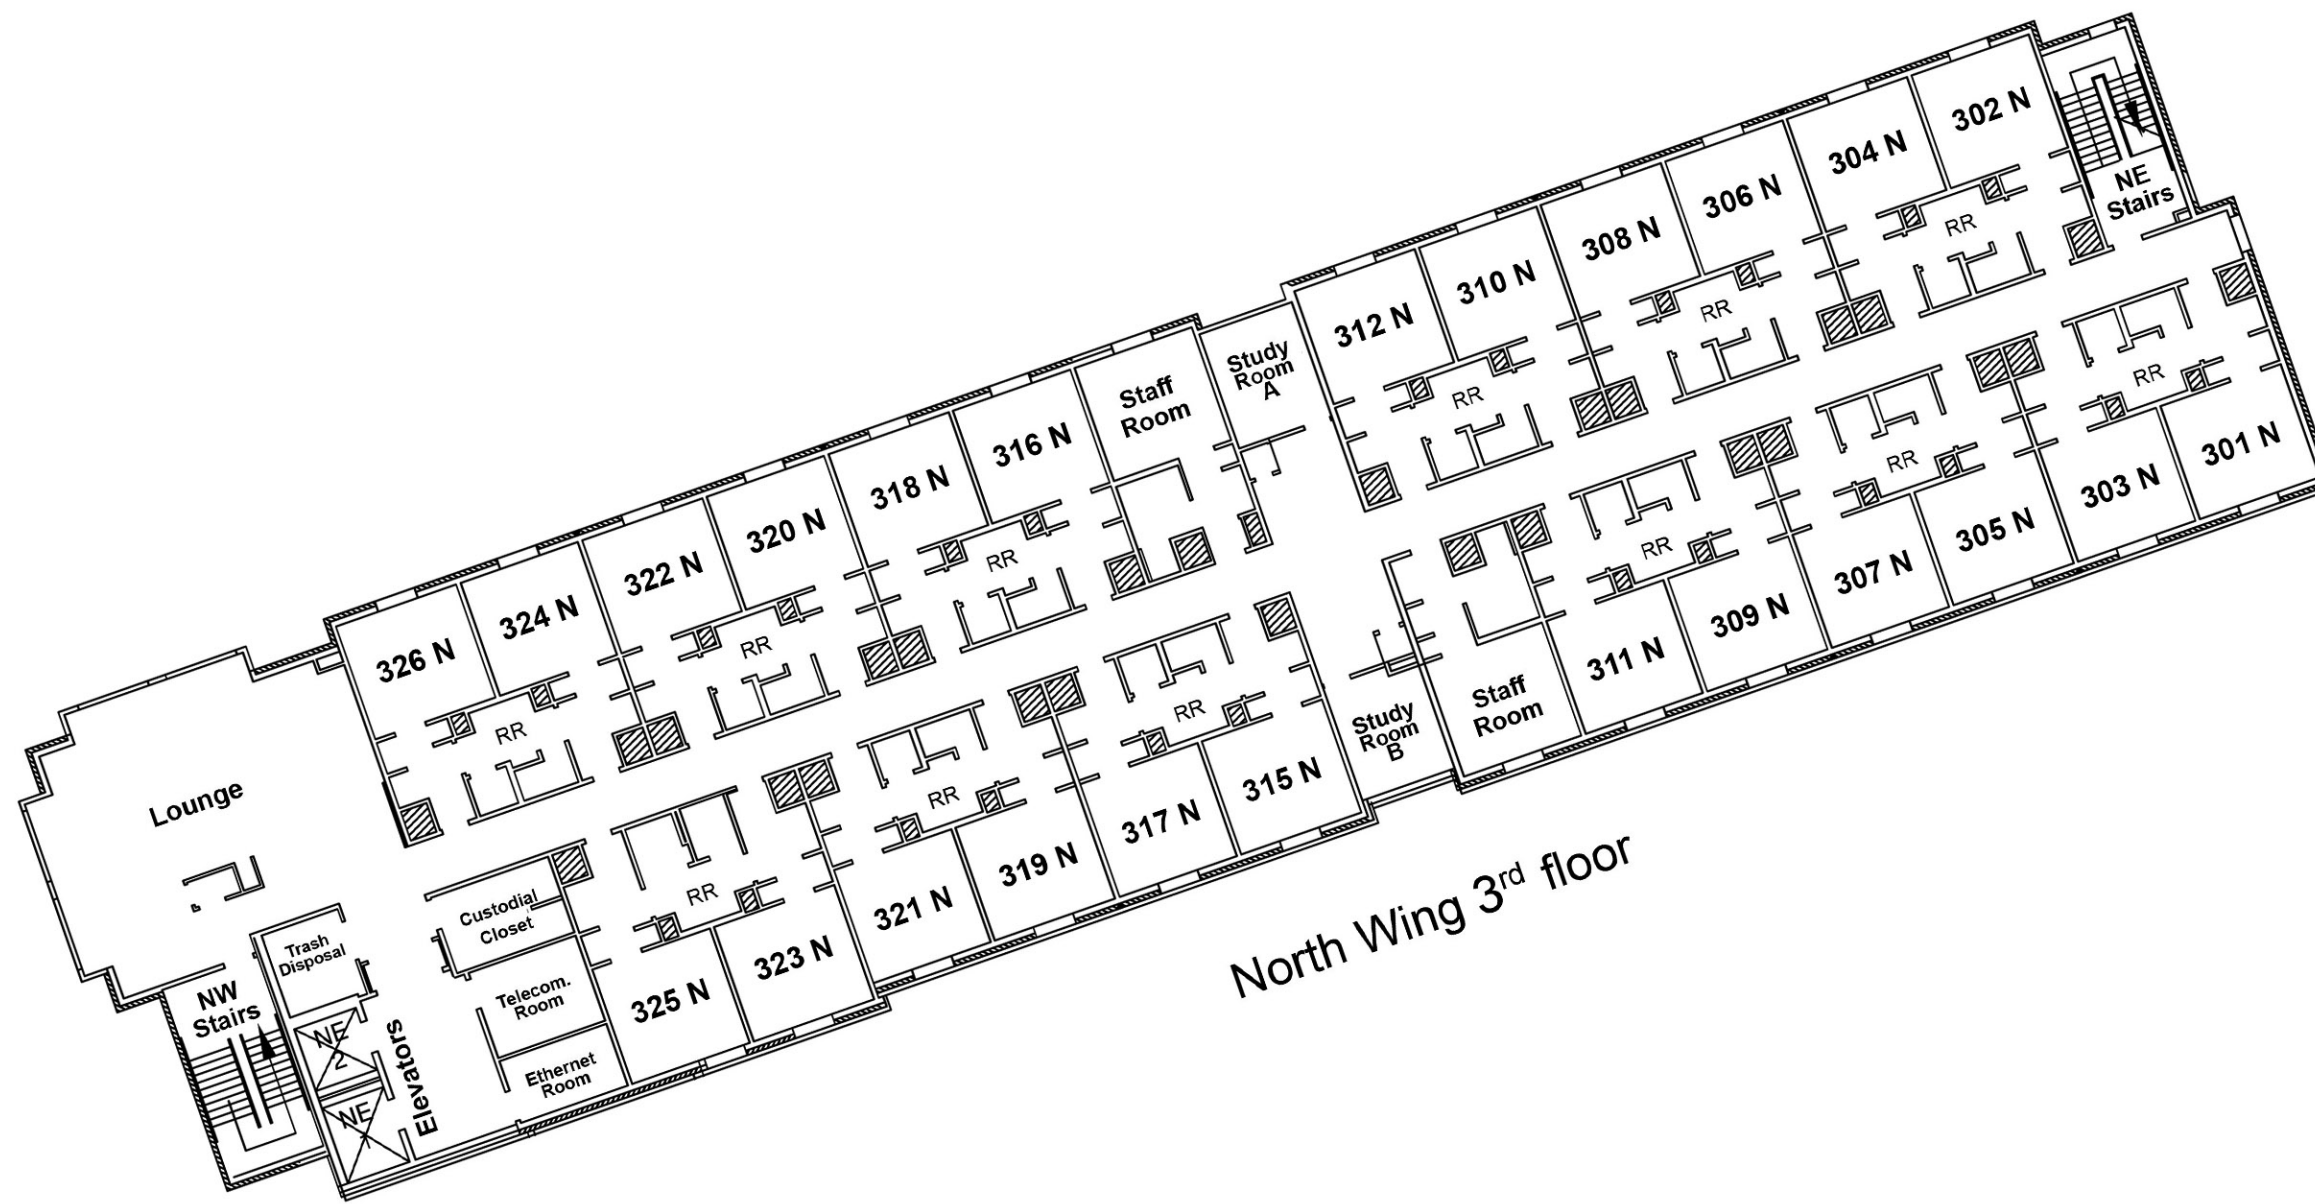 302 N
304 N
306 N
308 N
310 N
312 N
NE
Stairs
RR
RR
RR
Study
Room
A
Staff
Room
316 N
318 N
320 N
322 N
324 N
326 N
RR
RR
RR
RR
301 N
303 N
RR
305 N
307 N
RR
309 N
311 N
Staff
Room
Study
Room
B
RR
315 N
317 N
RR
319 N
321 N
RR
323 N
325 N
Lounge
Custodial
Closet
Telecom.
Room
Ethernet
Room
Trash
Disposal
NW
Stairs
NE
2
NE
1
Elevators
North Wing 3rd floor